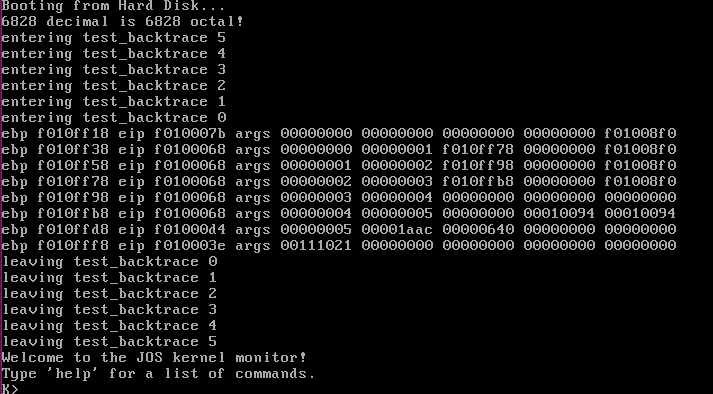 Booting from Hard Disk...
6828 decimal is 6828 octal!
entering test_backtrace 5
entering test_backtrace 4
entering test_backtrace 3
entering test_backtrace 2
entering test_backtrace 1
entering test_backtrace 0
ebp f010ff18 eip f010007b args 00000000 00000000 00000000 00000000 f01008f0
ebp f010ff38 eip f0100068 args 00000000 00000001 f010ff78 00000000 f01008f0
ebp f010ff58 eip f0100068 args 00000001 00000002 f010ff98 00000000 f01008f0
ebp f010ff78 eip f0100068 args 00000002 00000003 f010ffb8 00000000 f01008f0
ebp f010ff98 eip f0100068 args 00000003 00000004 00000000 00000000 00000000
ebp f010ffb8 eip f0100068 args 00000004 00000005 00000000 00010094 00010094
ebp f010ffd8 eip f01000d4 args 00000005 00001aac 00000640 00000000 00000000
ebp f010fff8 eip f010003e args 00111021 00000000 00000000 00000000 00000000
leaving test_backtrace 0
leaving test_backtrace 1
leaving test_backtrace 2
leaving test_backtrace 3
leaving test_backtrace 4
leaving test_backtrace 5
Welcome to the JOS kernel monitor!
Type 'help' for a list of commands.
K>